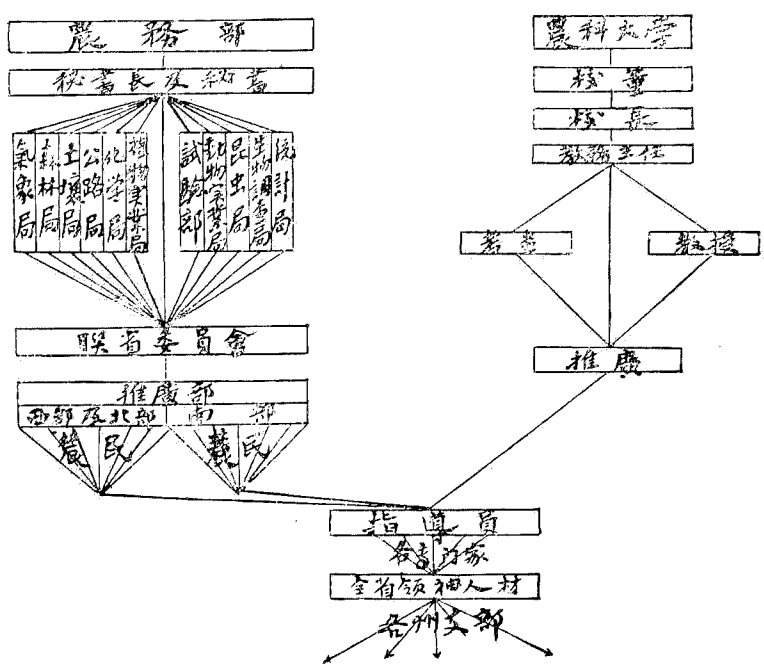 農務部
秘書長及秘書
氣象局
森林局
土壤局
公路局
化學局
植物實業局
試驗部
動物实業局
昆虫局
生物調查局
統計局
聯省委員會
推廣部
西部及北部
南部
農民
農民
農科大學
校董
校長
教務主任
教授
推廣
指導員
各專門家
全省領袖人材
各州支部